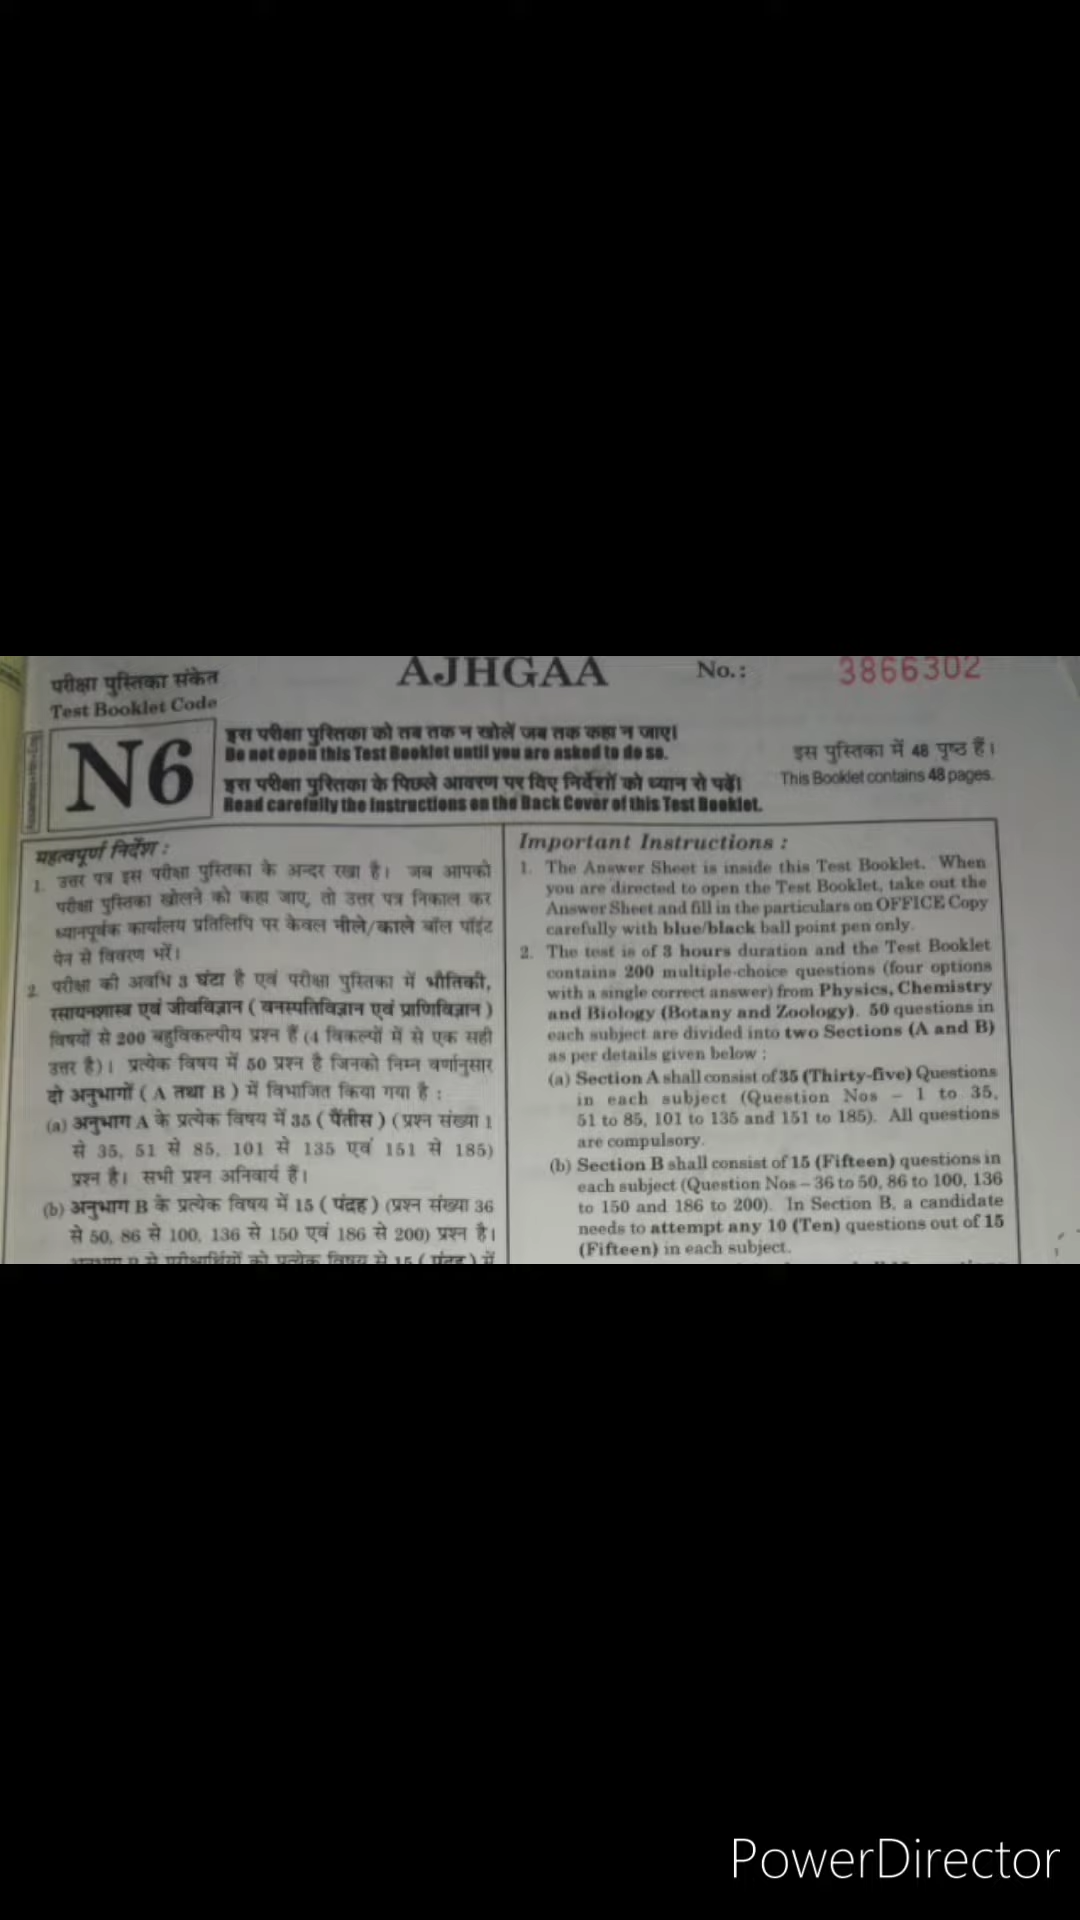 परीक्षा पुस्तिका संकेत
Test Booklet Code
AJHGAA
No.:
3866302
N6
इस परीक्षा पुस्तिका को तब तक न खोलें जब तक कहा न जाए।
Do not open this Test Booklet until you are asked to do so.
इस परीक्षा पुस्तिका के पिछले आवरण पर दिए निर्देशों को ध्यान से पढ़ें।
Read carefully the Instructions on the Back Cover of this Test Booklet.
इस पुस्तिका में 48 पृष्ठ हैं।
This Booklet contains 48 pages.
महत्वपूर्ण निर्देश :
1. उत्तर पत्र इस परीक्षा पुस्तिका के अन्दर रखा है। जब आपको
परीक्षा पुस्तिका खोलने को कहा जाए, तो उत्तर पत्र निकाल कर
ध्यानपूर्वक कार्यालय प्रतिलिपि पर केवल नीले/काले बॉल पॉइंट
पेन से विवरण भरें।
2. परीक्षा की अवधि 3 घंटा है एवं परीक्षा पुस्तिका में भौतिकी,
रसायनशास्त्र एवं जीवविज्ञान ( वनस्पतिविज्ञान एवं प्राणिविज्ञान )
विषयों से 200 बहुविकल्पीय प्रश्न हैं (4 विकल्पों में से एक सही
उत्तर है)। प्रत्येक विषय में 50 प्रश्न है जिनको निम्न वर्णानुसार
दो अनुभागों ( A तथा B ) में विभाजित किया गया है :
(a) अनुभाग A के प्रत्येक विषय में 35 ( पैंतीस ) (प्रश्न संख्या 1
से 35, 51 से 85, 101 से 135 एवं 151 से 185)
प्रश्न है। सभी प्रश्न अनिवार्य हैं।
(b) अनुभाग B के प्रत्येक विषय में 15 ( पंद्रह ) (प्रश्न संख्या 36
से 50, 86 से 100, 136 से 150 एवं 186 से 200) प्रश्न है।
Important Instructions :
1. The Answer Sheet is inside this Test Booklet. When
you are directed to open the Test Booklet, take out the
Answer Sheet and fill in the particulars on OFFICE Copy
carefully with blue/black ball point pen only.
2. The test is of 3 hours duration and the Test Booklet
contains 200 multiple-choice questions (four options
with a single correct answer) from Physics, Chemistry
and Biology (Botany and Zoology). 50 questions in
each subject are divided into two Sections (A and B)
as per details given below :
(a) Section A shall consist of 35 (Thirty-five) Questions
in each subject (Question Nos – 1 to 35,
51 to 85, 101 to 135 and 151 to 185). All questions
are compulsory.
(b) Section B shall consist of 15 (Fifteen) questions in
each subject (Question Nos – 36 to 50, 86 to 100, 136
to 150 and 186 to 200). In Section B, a candidate
needs to attempt any 10 (Ten) questions out of 15
(Fifteen) in each subject.
PowerDirector